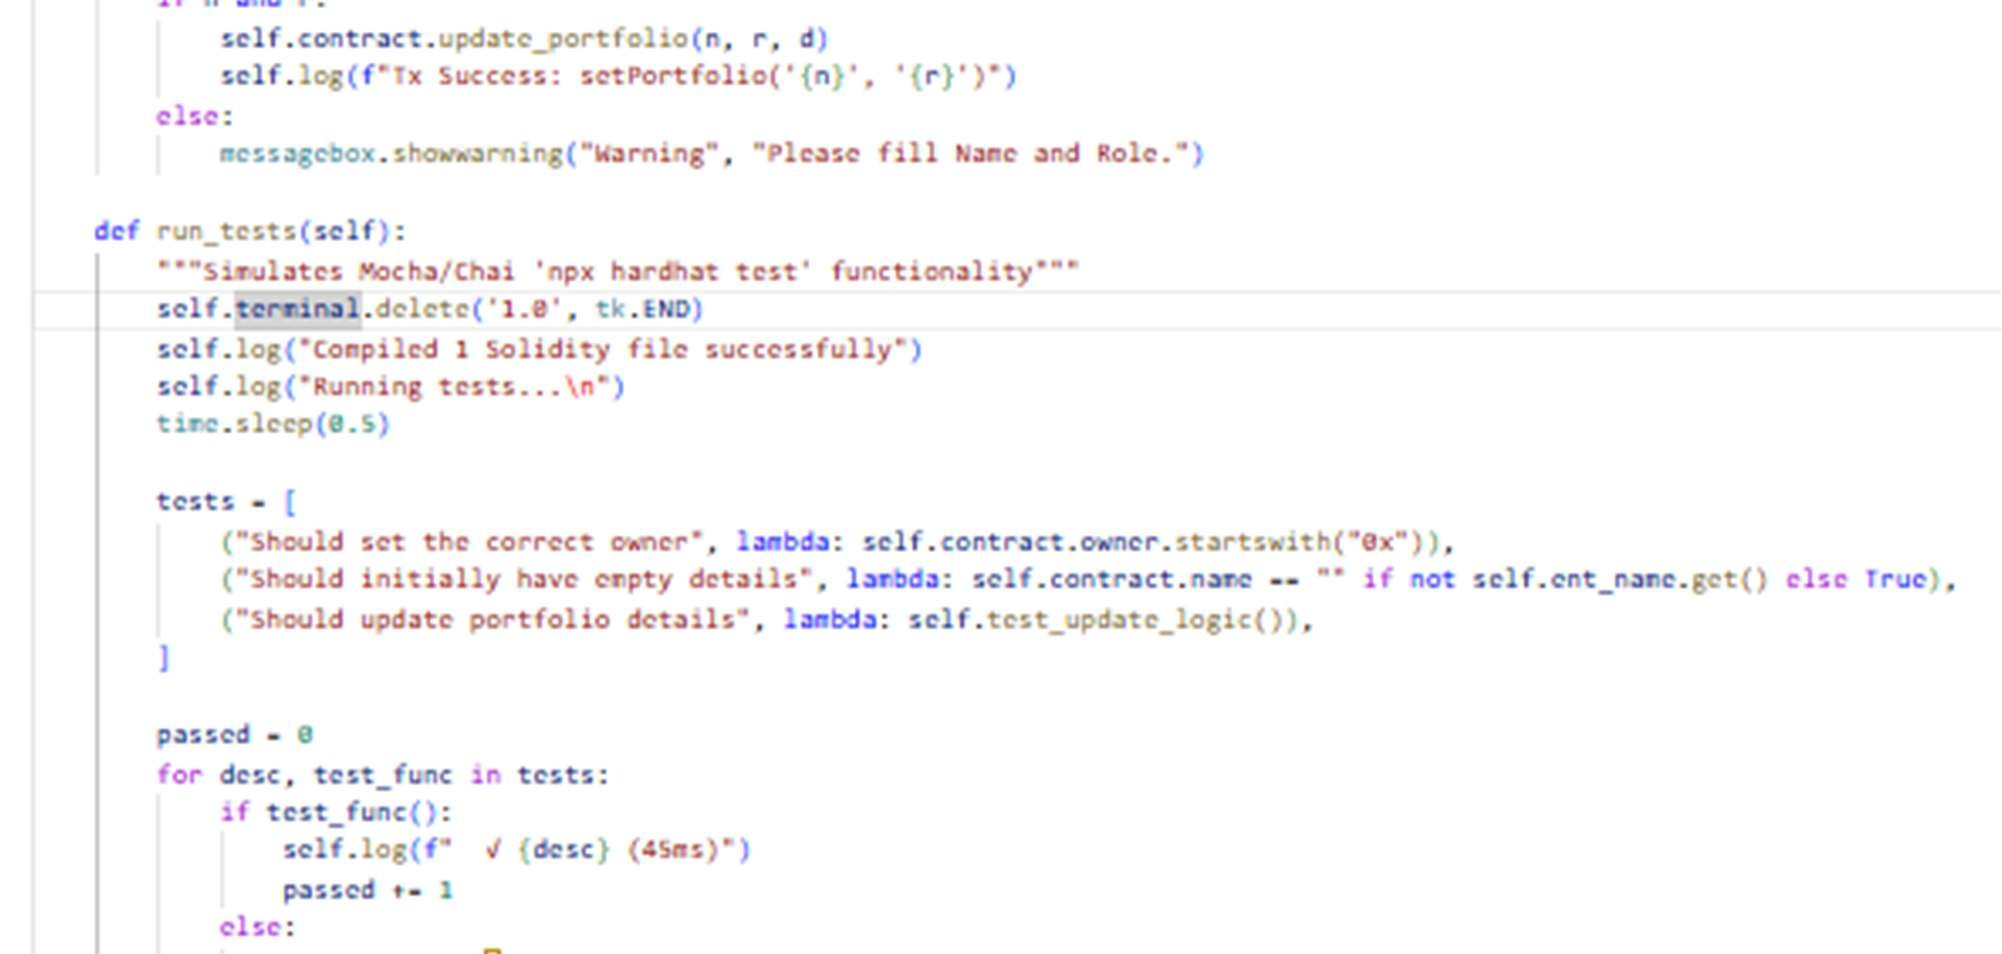 if n and r:
self.contract.update_portfolio(n, r, d)
self.log(f"Tx Success: setPortfolio('{n}', '{r}')")
else:
messagebox.showwarning("Warning", "Please fill Name and Role.")
def run_tests(self):
"""Simulates Mocha/Chai 'npx hardhat test' functionality"""
self.terminal.delete('1.0', tk.END)
self.log("Compiled 1 Solidity file successfully")
self.log("Running tests...\n")
time.sleep(0.5)
tests = [
("Should set the correct owner", lambda: self.contract.owner.startswith("0x")),
("Should initially have empty details", lambda: self.contract.name == "" if not self.ent_name.get() else True),
("Should update portfolio details", lambda: self.test_update_logic()),
]
passed = 0
for desc, test_func in tests:
if test_func():
self.log(f"  √ {desc} (45ms)")
passed += 1
else: